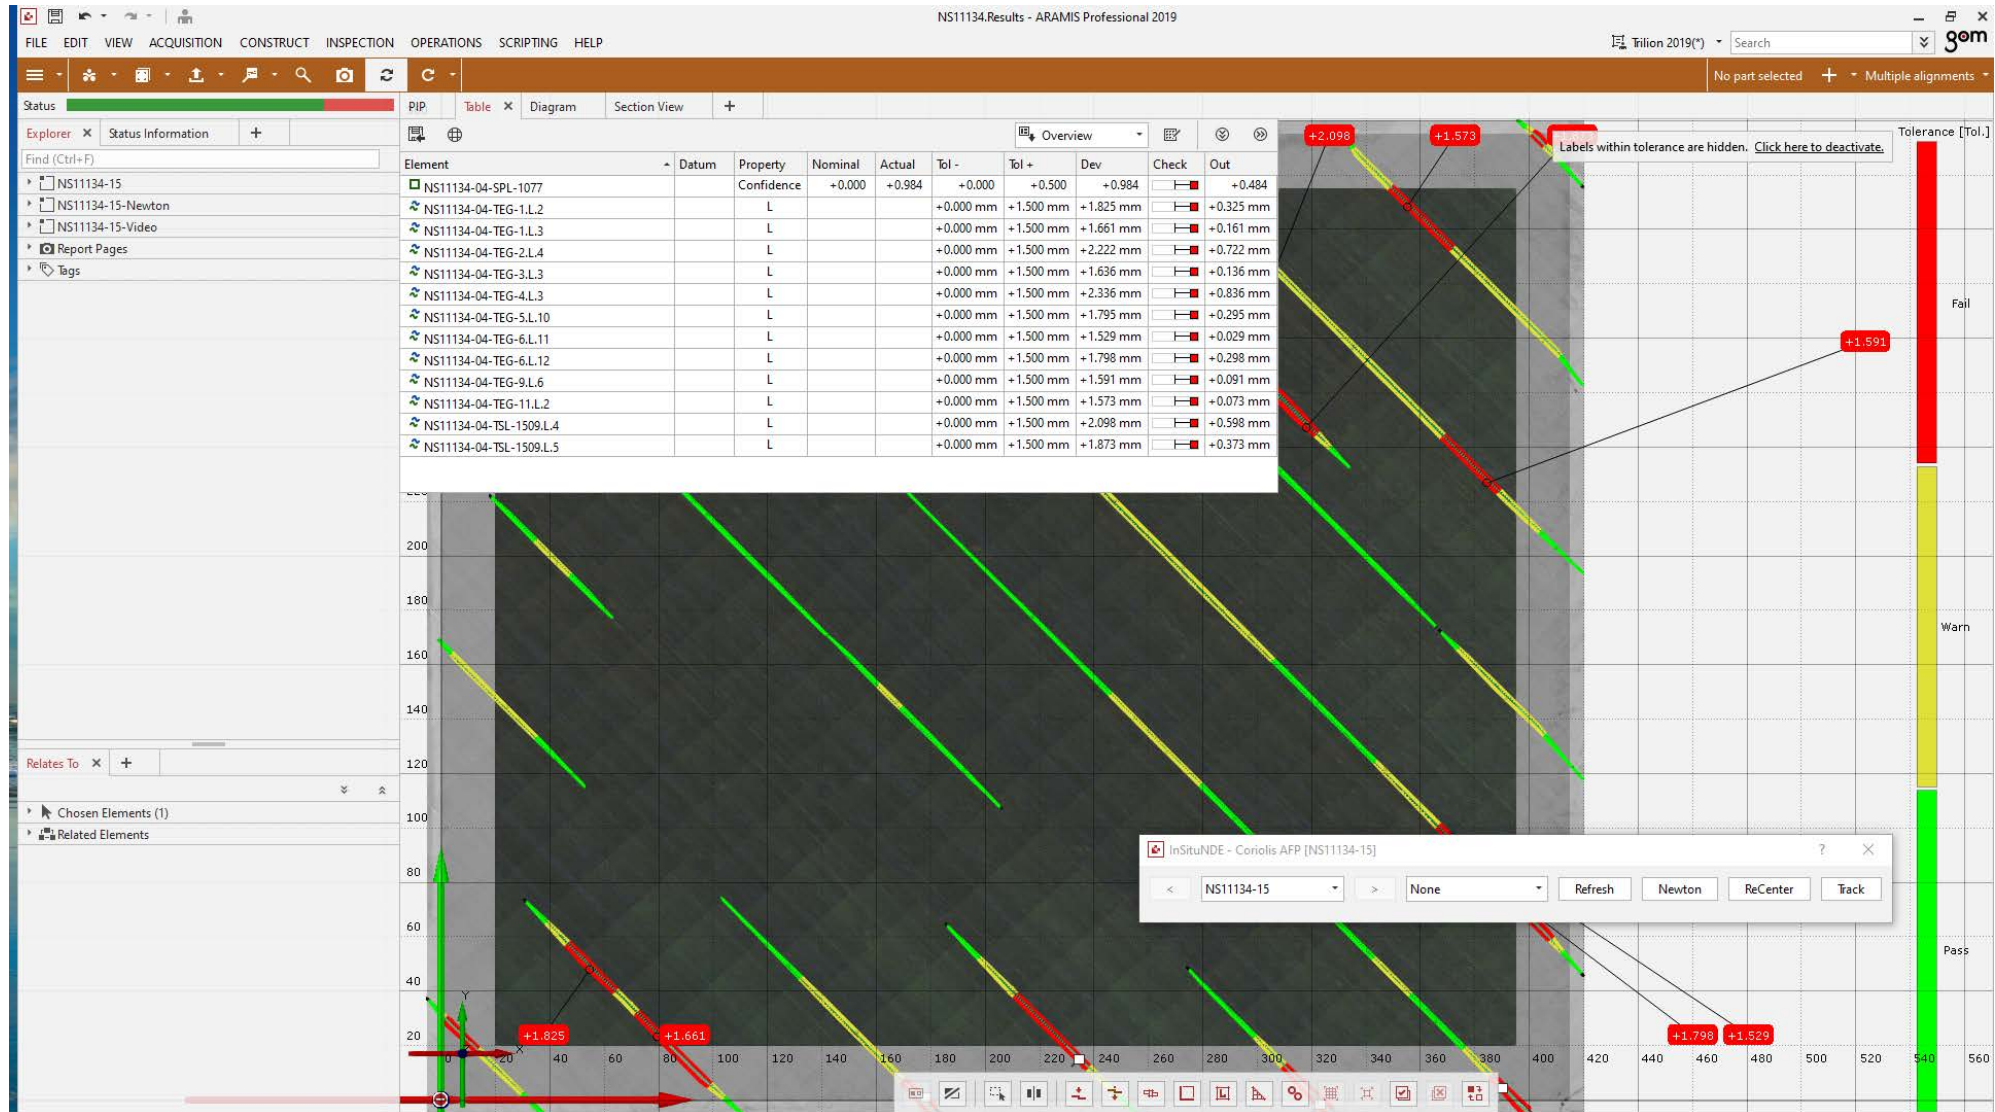 NS11134.Results - ARAMIS Professional 2019
FILE EDIT VIEW ACQUISITION CONSTRUCT INSPECTION OPERATIONS SCRIPTING HELP
Trilion 2019(*) Search gom
No part selected Multiple alignments
Status
PIP Table Diagram Section View +
Explorer Status Information +
Find (Ctrl+F)
NS11134-15
NS11134-15-Newton
NS11134-15-Video
Report Pages
Tags
Overview
Element Datum Property Nominal Actual Tol - Tol + Dev Check Out
NS11134-04-SPL-1077 Confidence +0.000 +0.984 +0.000 +0.500 +0.984 +0.484
NS11134-04-TEG-1.L.2 L +0.000 mm +1.500 mm +1.825 mm +0.325 mm
NS11134-04-TEG-1.L.3 L +0.000 mm +1.500 mm +1.661 mm +0.161 mm
NS11134-04-TEG-2.L.4 L +0.000 mm +1.500 mm +2.222 mm +0.722 mm
NS11134-04-TEG-3.L.3 L +0.000 mm +1.500 mm +1.636 mm +0.136 mm
NS11134-04-TEG-4.L.3 L +0.000 mm +1.500 mm +2.336 mm +0.836 mm
NS11134-04-TEG-5.L.10 L +0.000 mm +1.500 mm +1.795 mm +0.295 mm
NS11134-04-TEG-6.L.11 L +0.000 mm +1.500 mm +1.529 mm +0.029 mm
NS11134-04-TEG-6.L.12 L +0.000 mm +1.500 mm +1.798 mm +0.298 mm
NS11134-04-TEG-9.L.6 L +0.000 mm +1.500 mm +1.591 mm +0.091 mm
NS11134-04-TEG-11.L.2 L +0.000 mm +1.500 mm +1.573 mm +0.073 mm
NS11134-04-TSL-1509.L.4 L +0.000 mm +1.500 mm +2.098 mm +0.598 mm
NS11134-04-TSL-1509.L.5 L +0.000 mm +1.500 mm +1.873 mm +0.373 mm
+2.098 +1.573
Labels within tolerance are hidden. Click here to deactivate.
Tolerance [Tol.]
Fail
+1.591
Warn
Pass
200
180
160
140
120
100
80
60
40
20
Relates To +
Chosen Elements (1)
Related Elements
InSituNDE - Coriolis AFP [NS11134-15] ?
< NS11134-15 > None Refresh Newton ReCenter Track
+1.825 +1.661
+1.798 +1.529
Y
X
0 20 40 60 80 100 120 140 160 180 200 220 240 260 280 300 320 340 360 380 400 420 440 460 480 500 520 540 560